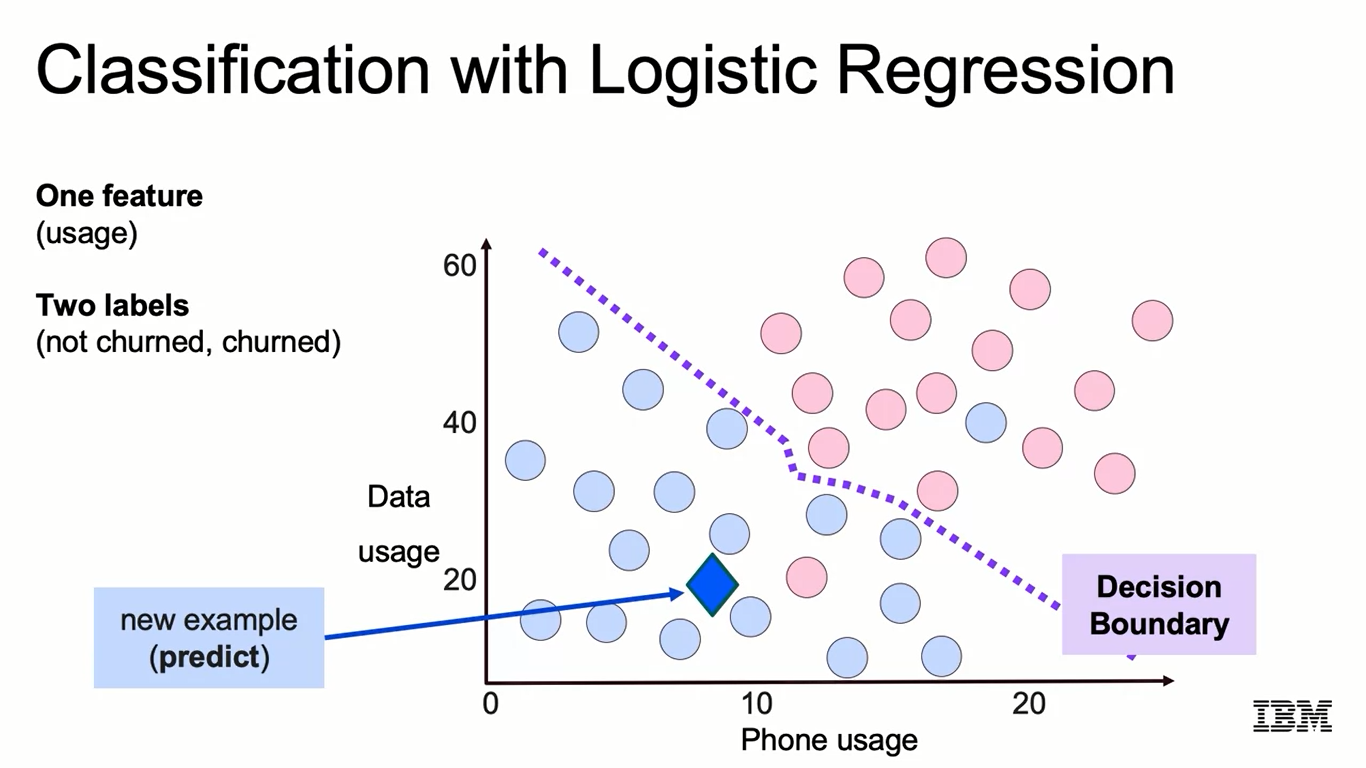 Classification with Logistic Regression
One feature
(usage)
Two labels
(not churned, churned)
60
40
Data
usage
20
new example
(predict)
Decision
Boundary
0
10
20
Phone usage
IBM